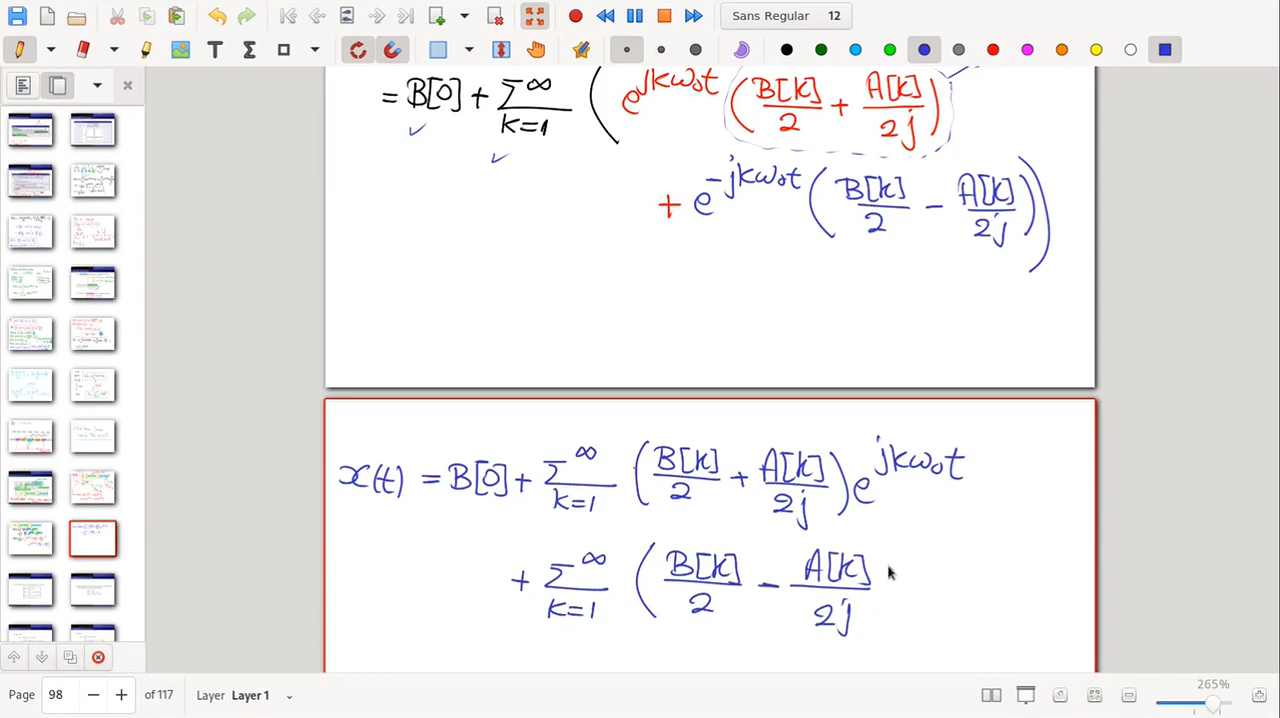 Sans Regular 12
= B[0] + Σ∞ k=1 ( e^jkω₀t ( B[k]/2 + A[k]/2j )
+ e^-jkω₀t ( B[k]/2 - A[k]/2j ) )
x(t) = B[0] + Σ∞ k=1 ( B[k]/2 + A[k]/2j ) e^jkω₀t
+ Σ∞ k=1 ( B[k]/2 - A[k]/2j
Page 98 of 117 Layer Layer 1 265%